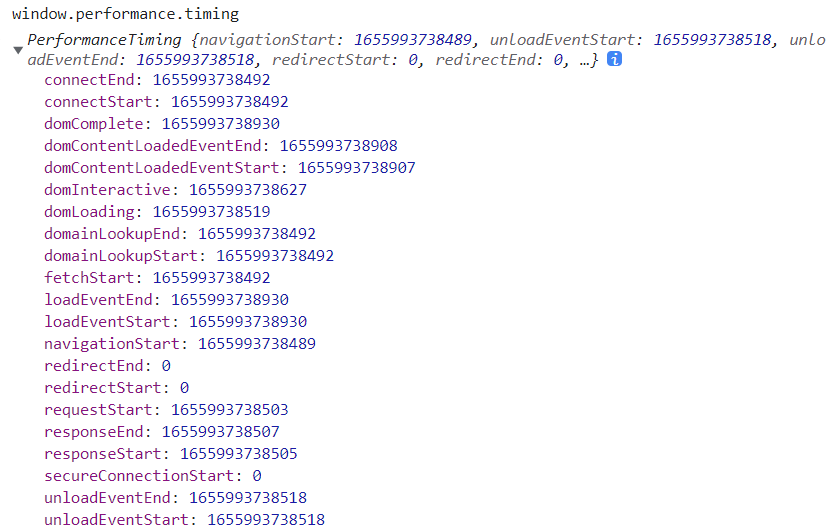 window.performance.timing
PerformanceTiming {navigationStart: 1655993738489, unloadEventStart: 1655993738518, unlo
adEventEnd: 1655993738518, redirectStart: 0, redirectEnd: 0, …} i
connectEnd: 1655993738492
connectStart: 1655993738492
domComplete: 1655993738930
domContentLoadedEventEnd: 1655993738908
domContentLoadedEventStart: 1655993738907
domInteractive: 1655993738627
domLoading: 1655993738519
domainLookupEnd: 1655993738492
domainLookupStart: 1655993738492
fetchStart: 1655993738492
loadEventEnd: 1655993738930
loadEventStart: 1655993738930
navigationStart: 1655993738489
redirectEnd: 0
redirectStart: 0
requestStart: 1655993738503
responseEnd: 1655993738507
responseStart: 1655993738505
secureConnectionStart: 0
unloadEventEnd: 1655993738518
unloadEventStart: 1655993738518